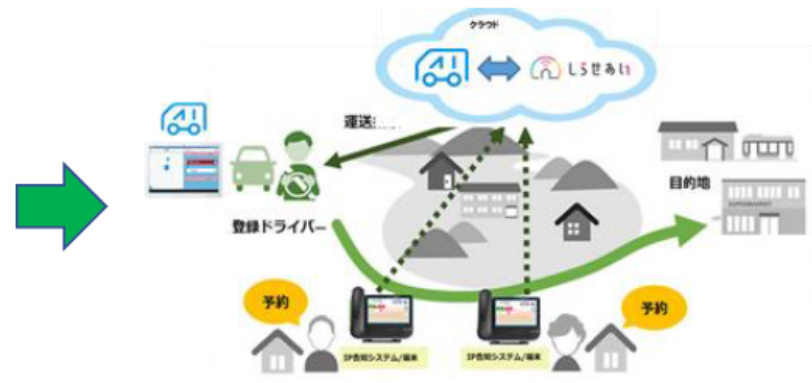 クラウド
しらせあい
運送
登録ドライバー
目的地
SUPERMARKET
予約
予約
IP告知システム/端末
IP告知システム/端末